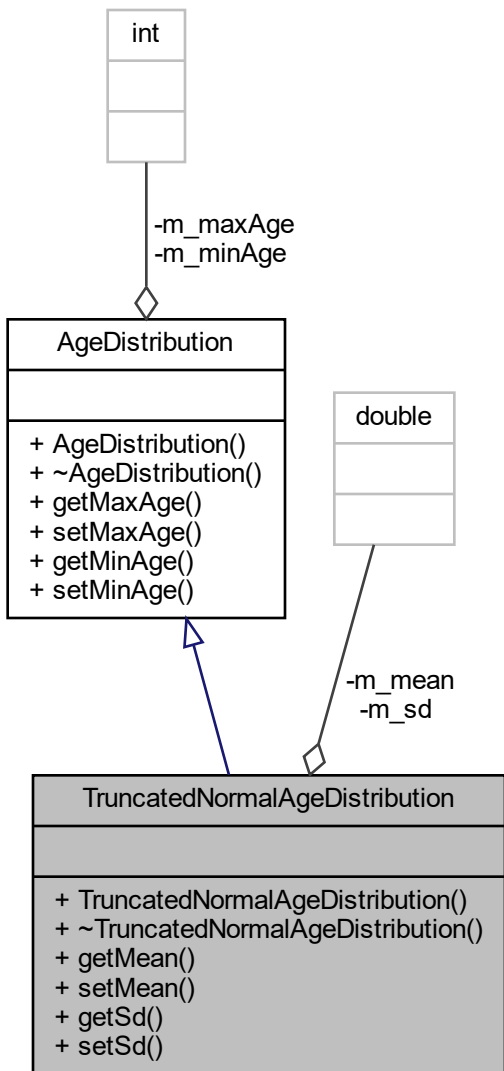 int
-m_maxAge
-m_minAge
AgeDistribution
+ AgeDistribution()
+ ~AgeDistribution()
+ getMaxAge()
+ setMaxAge()
+ getMinAge()
+ setMinAge()
double
-m_mean
-m_sd
TruncatedNormalAgeDistribution
+ TruncatedNormalAgeDistribution()
+ ~TruncatedNormalAgeDistribution()
+ getMean()
+ setMean()
+ getSd()
+ setSd()